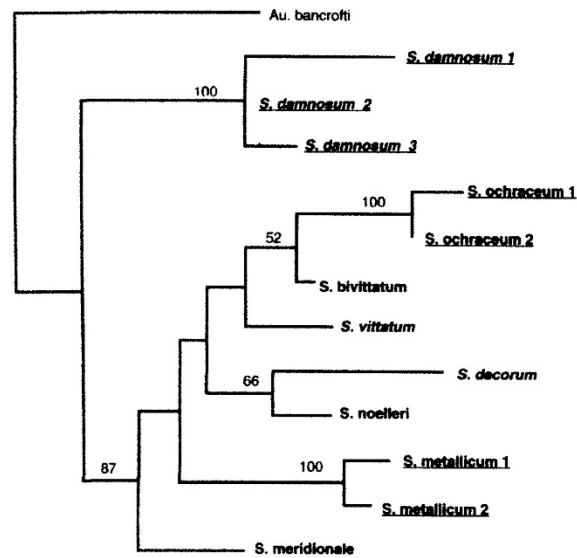 Au. bancrofti
S. damnosum 1
100
S. damnosum 2
S. damnosum 3
S. ochraceum 1
100
S. ochraceum 2
52
S. bivittatum
S. vittatum
S. decorum
66
S. noelleri
S. metallicum 1
87
100
S. metallicum 2
S. meridionale